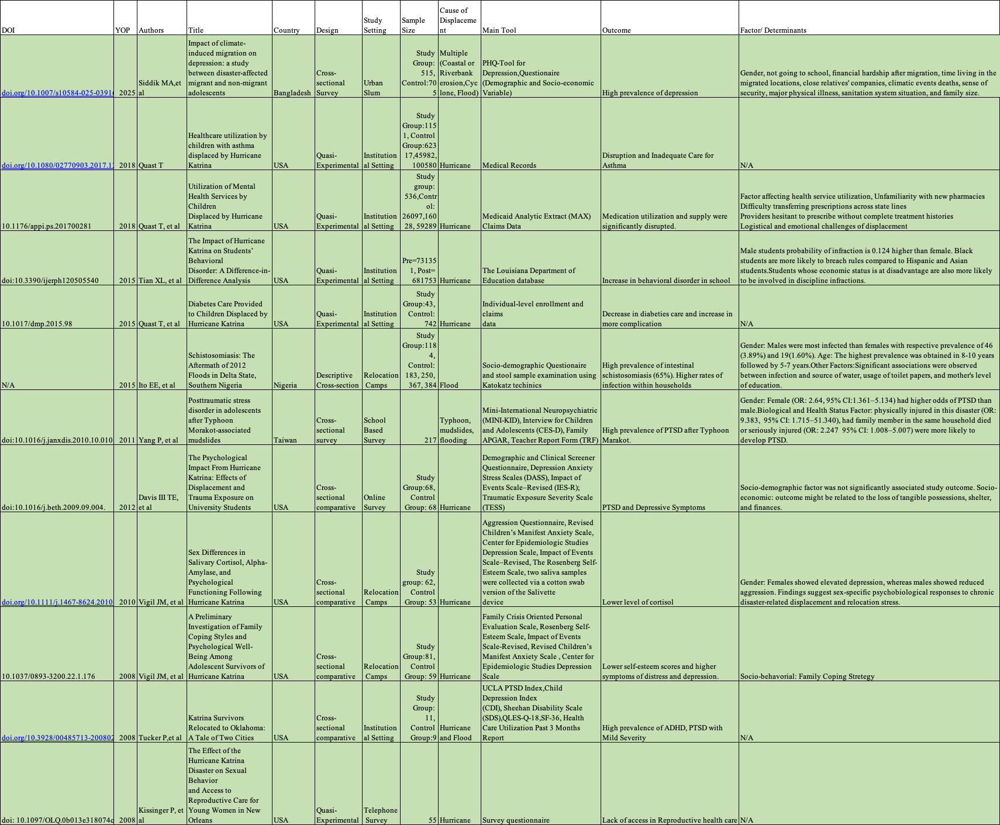 DOI
YOP
Authors
Title
Country
Design
Study
Setting
Sample
Size
Cause of
Displaceme
nt
Main Tool
Outcome
Factor/ Determinants
doi.org/10.1007/s10584-025-0391
2025
Siddik MA,et
al
Impact of climate-
induced migration on
depression: a study
between disaster-affected
migrant and non-migrant
adolescents
Bangladesh
Cross-
sectional
Survey
Urban
Slum
Study
Group:
515,
Control:70
5
Multiple
(Coastal or
Riverbank
erosion,Cyc
lone, Flood)
PHQ-Tool for
Depression,Questionaire
(Demographic and Socio-economic
Variable)
High prevalence of depression
Gender, not going to school, financial hardship after migration, time living in the
migrated locations, close relatives' companies, climatic events deaths, sense of
security, major physical illness, sanitation system situation, and family size.
doi.org/10.1080/02770903.2017.1
2018
Quast T
Healthcare utilization by
children with asthma
displaced by Hurricane
Katrina
USA
Quasi-
Experimental
Institution
al Setting
Study
Group:115
1, Control
Group:623
17,45982,
100580
Hurricane
Medical Records
Disruption and Inadequate Care for
Asthma
N/A
10.1176/appi.ps.201700281
2018
Quast T, et al
Utilization of Mental
Health Services by
Children
Displaced by Hurricane
Katrina
USA
Quasi-
Experimental
Institution
al Setting
Study
group:
536,Contr
ol:
26097,160
28, 59289
Hurricane
Medicaid Analytic Extract (MAX)
Claims Data
Medication utilization and supply were
significantly disrupted.
Factor affecting health service utilization, Unfamiliarity with new pharmacies
Difficulty transferring prescriptions across state lines
Providers hesitant to prescribe without complete treatment histories
Logistical and emotional challenges of displacement
doi:10.3390/ijerph120505540
2015
Tian XL, et al
The Impact of Hurricane
Katrina on Students’
Behavioral
Disorder: A Difference-in-
Difference Analysis
USA
Quasi-
Experimental
Institution
al Setting
Pre=73135
1, Post=
681753
Hurricane
The Louisiana Department of
Education database
Increase in behavioral disorder in school
Male students probability of infraction is 0.124 higher than female. Black
students are more likely to breach rules compared to Hispanic and Asian
students.Students whose economic status is at disadvantage are also more likely
to be involved in discipline infractions.
10.1017/dmp.2015.98
2015
Quast T, et al
Diabetes Care Provided
to Children Displaced by
Hurricane Katrina
USA
Quasi-
Experimental
Institution
al Setting
Study
Group:43,
Control:
742
Hurricane
Individual-level enrollment and
claims
data
Decrease in diabeties care and increase in
more complication
N/A
N/A
2015
Ito EE, et al
Schistosomiasis: The
Aftermath of 2012
Floods in Delta State,
Southern Nigeria
Nigeria
Descriptive
Cross-section
Relocation
Camps
Study
Group:118
4,
Control:
183, 250,
367, 384
Flood
Socio-demographic Questionaire
and stool sample examination using
Katokatz techinics
High prevalence of intestinal
schistosomiasis (65%). Higher rates of
infection within households
Gender: Males were most infected than females with respective prevalence of 46
(3.89%) and 19(1.60%). Age: The highest prevalence was obtained in 8-10 years
followed by 5-7 years.Other Factors:Significant associations were observed
between infection and source of water, usage of toilet papers, and mother's level
of education.
doi:10.1016/j.janxdis.2010.10.010
2011
Yang P, et al
Posttraumatic stress
disorder in adolescents
after Typhoon
Morakot-associated
mudslides
Taiwan
Cross-
sectional
survey
School
Based
Survey
217
Typhoon,
mudslides,
flooding
Mini-International Neuropsychiatric
(MINI-KID), Interview for Children
and Adolescents (CES-D), Family
APGAR, Teacher Report Form (TRF)
High prevalence of PTSD after Typhoon
Marakot.
Gender: Female (OR: 2.64, 95% CI:1.361–5.134) had higher odds of PTSD than
male.Biological and Health Status Factor: physically injured in this disaster (OR:
9.383,  95% CI: 1.715–51.340), had family member in the same household died
or seriously injured (OR: 2.247  95% CI: 1.008–5.007) were more likely to
develop PTSD.
doi:10.1016/j.beth.2009.09.004.
2012
Davis III TE,
et al
The Psychological
Impact From Hurricane
Katrina: Effects of
Displacement and
Trauma Exposure on
University Students
USA
Cross-
sectional
comparative
Online
Survey
Study
Group:68,
Control
Group: 68
Hurricane
Demographic and Clinical Screener
Questionnaire, Depression Anxiety
Stress Scales (DASS), Impact of
Events Scale–Revised (IES-R);
Traumatic Exposure Severity Scale
(TESS)
PTSD and Depressive Symptoms
Socio-demographic factor was not significantly associated study outcome. Socio-
economic: outcome might be related to the loss of tangible possessions, shelter,
and finances.
doi.org/10.1111/j.1467-8624.2010
2010
Vigil JM, et al
Sex Differences in
Salivary Cortisol, Alpha-
Amylase, and
Psychological
Functioning Following
Hurricane Katrina
USA
Cross-
sectional
comparative
Relocation
Camps
Study
group: 62,
Control
Group: 53
Hurricane
Aggression Questionnaire, Revised
Children’s Manifest Anxiety Scale,
Center for Epidemiologic Studies
Depression Scale, Impact of Events
Scale–Revised, The Rosenberg Self-
Esteem Scale, two saliva samples
were collected via a cotton swab
version of the Salivette
device
Lower level of cortisol
Gender: Females showed elevated depression, whereas males showed reduced
aggression. Findings suggest sex-specific psychobiological responses to chronic
disaster-related displacement and relocation stress.
10.1037/0893-3200.22.1.176
2008
Vigil JM, et al
A Preliminary
Investigation of Family
Coping Styles and
Psychological Well-
Being Among
Adolescent Survivors of
Hurricane Katrina
USA
Cross-
sectional
comparative
Relocation
Camps
Study
Group:81,
Control
Group: 59
Hurricane
Family Crisis Oriented Personal
Evaluation Scale, Rosenberg Self-
Esteem Scale, Impact of Events
Scale-Revised, Revised Children’s
Manifest Anxiety Scale , Center for
Epidemiologic Studies Depression
Scale
Lower self-esteem scores and higher
symptoms of distress and depression.
Socio-behavorial: Family Coping Stretegy
doi.org/10.3928/00485713-200802
2008
Tucker P,et al
Katrina Survivors
Relocated to Oklahoma:
A Tale of Two Cities
USA
Cross-
sectional
comparative
Institution
al Setting
Study
Group:
11,
Control
Group:9
Hurricane
and Flood
UCLA PTSD Index,Child
Depression Index
(CDI), Sheehan Disability Scale
(SDS),QLES-Q-18,SF-36, Health
Care Utilization Past 3 Months
Report
High prevalence of ADHD, PTSD with
Mild Severity
N/A
doi: 10.1097/OLQ.0b013e318074c
2008
Kissinger P, et
al
The Effect of the
Hurricane Katrina
Disaster on Sexual
Behavior
and Access to
Reproductive Care for
Young Women in New
Orleans
USA
Quasi-
Experimental
Telephone
Survey
55
Hurricane
Survey questionnaire
Lack of access in Reproductive health care
N/A